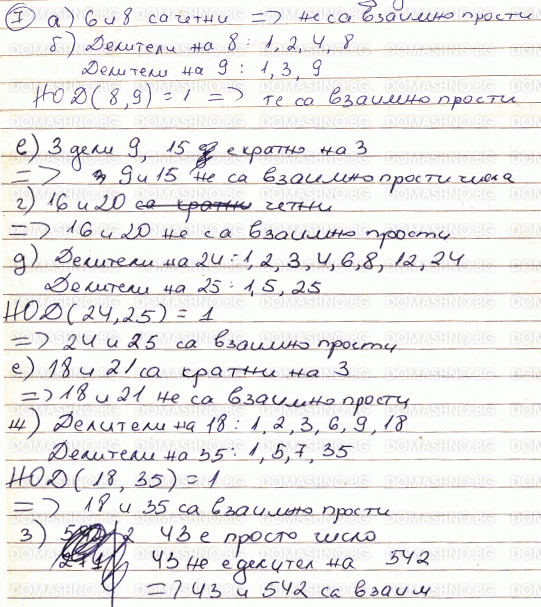 I а) 6 и 8 са четни => не са взаимно прости
б) Делители на 8 : 1, 2, 4, 8
Делители на 9 : 1, 3, 9
НОД(8,9) = 1 => те са взаимно прости
в) 3 дели 9, 15 е кратно на 3
=> 9 и 15 не са взаимно прости числа
г) 16 и 20 са кратни четни
=> 16 и 20 не са взаимно прости
д) Делители на 24 : 1, 2, 3, 4, 6, 8, 12, 24
Делители на 25 : 1, 5, 25
НОД(24,25) = 1
=> 24 и 25 са взаимно прости
е) 18 и 21 са кратни на 3
=> 18 и 21 не са взаимно прости
ж) Делители на 18 : 1, 2, 3, 6, 9, 18
Делители на 35 : 1, 5, 7, 35
НОД(18, 35) = 1
=> 18 и 35 са взаимно прости
з) 542 2 43 е просто число
271 43 не е делител на 542
=> 43 и 542 са взаим